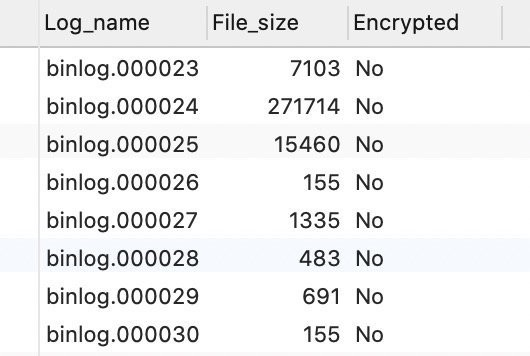 Log_name File_size Encrypted
binlog.000023 7103 No
binlog.000024 271714 No
binlog.000025 15460 No
binlog.000026 155 No
binlog.000027 1335 No
binlog.000028 483 No
binlog.000029 691 No
binlog.000030 155 No